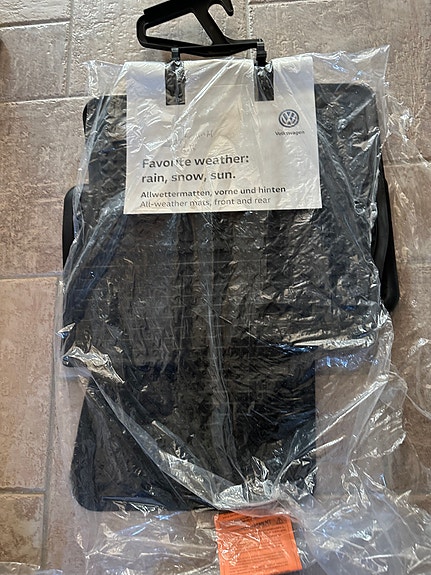 Volkswagen
Favorite weather:
rain, snow, sun.
Allwettermatten, vorne und hinten
All-weather mats, front and rear